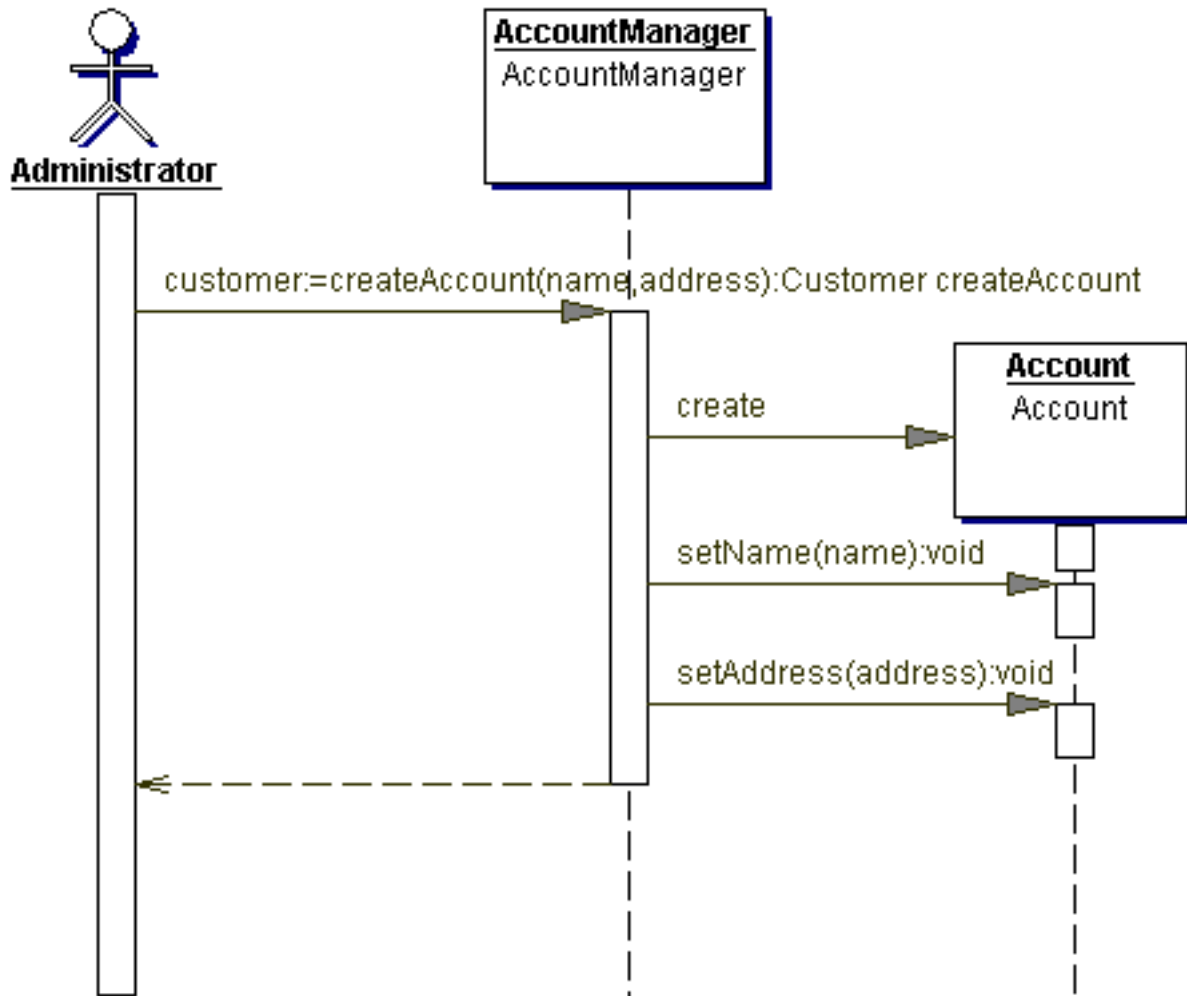 AccountManager
AccountManager
Administrator
customer:=createAccount(name,address):Customer createAccount
Account
Account
create
setName(name):void
setAddress(address):void